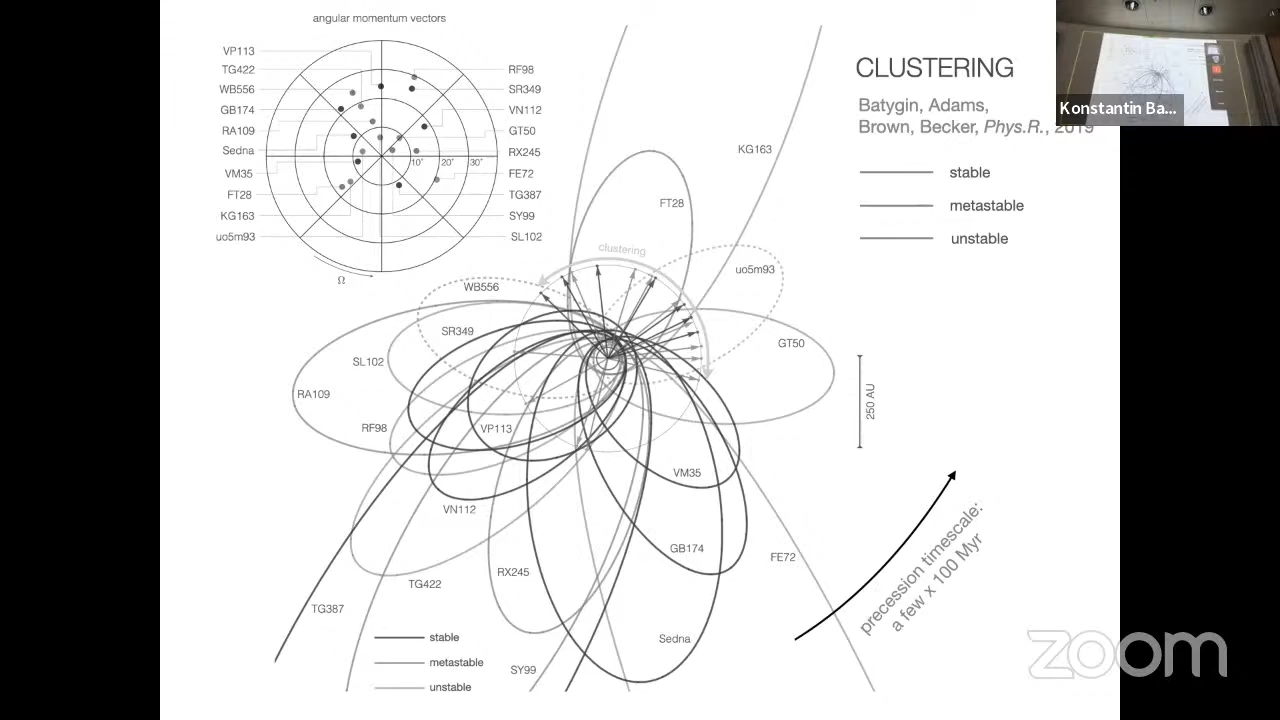 angular momentum vectors
VP113
TG422
WB556
GB174
RA109
Sedna
VM35
FT28
KG163
uo5m93
RF98
SR349
VN112
GT50
RX245
FE72
TG387
SY99
SL102
10°
20°
30°
Ω
CLUSTERING
Batygin, Adams,
Brown, Becker, Phys.R., 2019
stable
metastable
unstable
Konstantin Ba...
KG163
FT28
clustering
uo5m93
WB556
SR349
GT50
SL102
RA109
RF98
VP113
250 AU
VM35
VN112
GB174
FE72
RX245
TG422
TG387
Sedna
SY99
stable
metastable
unstable
precession timescale:
a few x 100 Myr
zoom